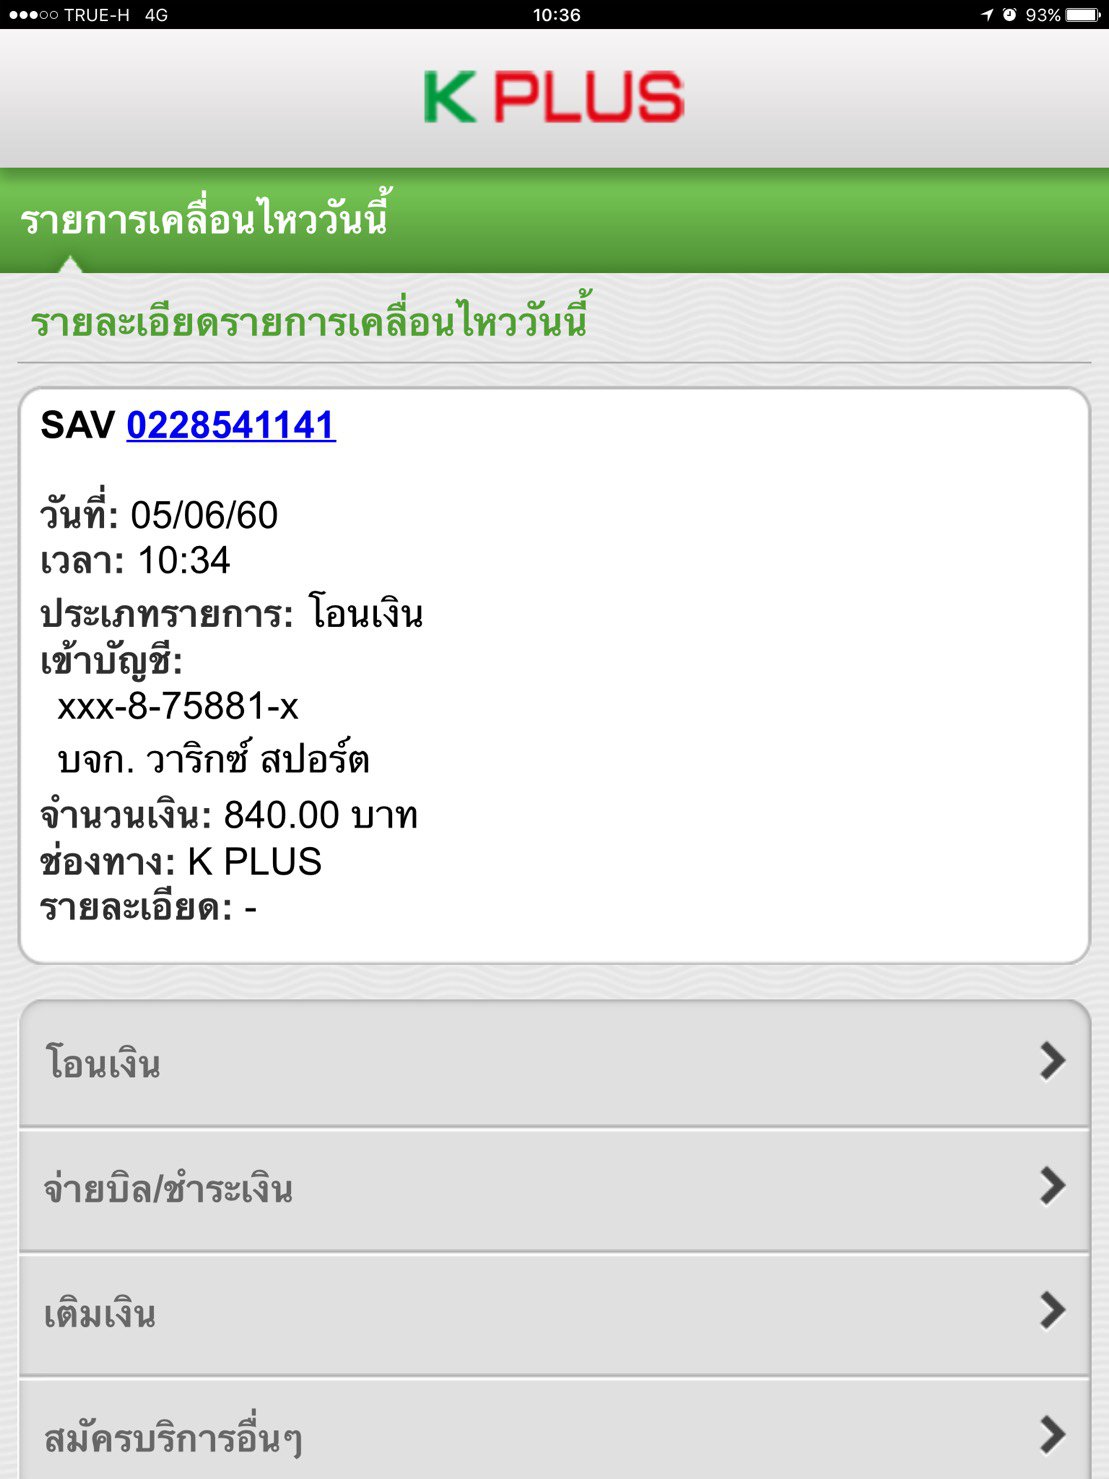 TRUE-H 4G 10:36 93%
K PLUS
รายการเคลื่อนไหววันนี้
รายละเอียดรายการเคลื่อนไหววันนี้
SAV 0228541141
วันที่: 05/06/60
เวลา: 10:34
ประเภทรายการ: โอนเงิน
เข้าบัญชี:
xxx-8-75881-x
บจก. วาริกซ์ สปอร์ต
จำนวนเงิน: 840.00 บาท
ช่องทาง: K PLUS
รายละเอียด: -
โอนเงิน
จ่ายบิล/ชำระเงิน
เติมเงิน
สมัครบริการอื่นๆ